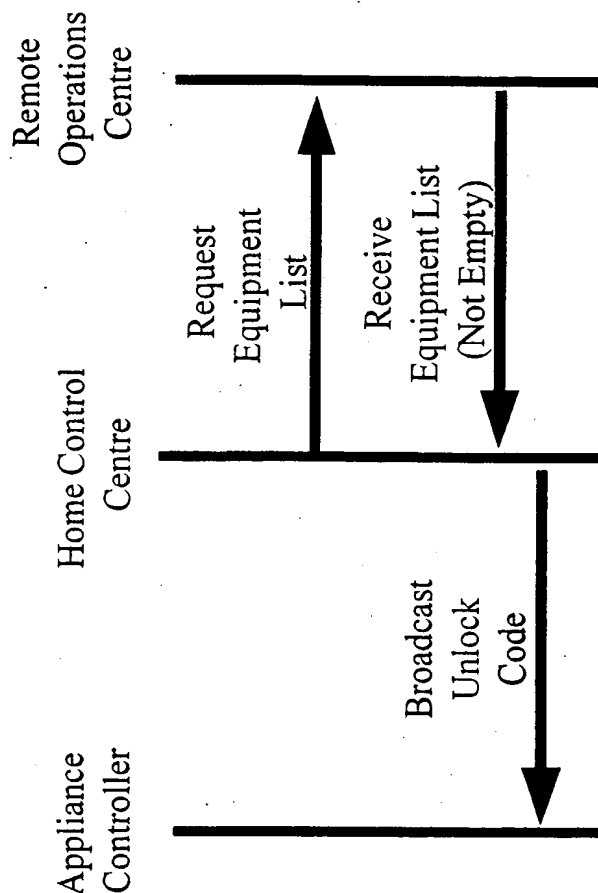 Appliance
Controller
Home Control
Centre
Remote
Operations
Centre
Request
Equipment
List
Receive
Equipment List
(Not Empty)
Broadcast
Unlock
Code